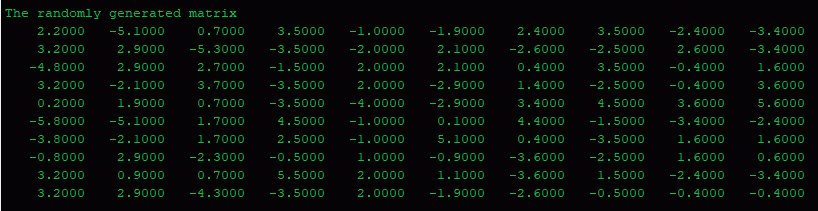 The randomly generated matrix
2.2000 -5.1000 0.7000 3.5000 -1.0000 -1.9000 2.4000 3.5000 -2.4000 -3.4000
3.2000 2.9000 -5.3000 -3.5000 -2.0000 2.1000 -2.6000 -2.5000 2.6000 -3.4000
-4.8000 2.9000 2.7000 -1.5000 2.0000 2.1000 0.4000 3.5000 -0.4000 1.6000
3.2000 -2.1000 3.7000 -3.5000 2.0000 -2.9000 1.4000 -2.5000 -0.4000 3.6000
0.2000 1.9000 0.7000 -3.5000 -4.0000 -2.9000 3.4000 4.5000 3.6000 5.6000
-5.8000 -5.1000 1.7000 4.5000 -1.0000 0.1000 4.4000 -1.5000 -3.4000 -2.4000
-3.8000 -2.1000 1.7000 2.5000 -1.0000 5.1000 0.4000 -3.5000 1.6000 1.6000
-0.8000 2.9000 -2.3000 -0.5000 1.0000 -0.9000 -3.6000 -2.5000 1.6000 0.6000
3.2000 0.9000 0.7000 5.5000 2.0000 1.1000 -3.6000 1.5000 -2.4000 -3.4000
3.2000 2.9000 -4.3000 -3.5000 2.0000 -1.9000 -2.6000 -0.5000 -0.4000 -0.4000